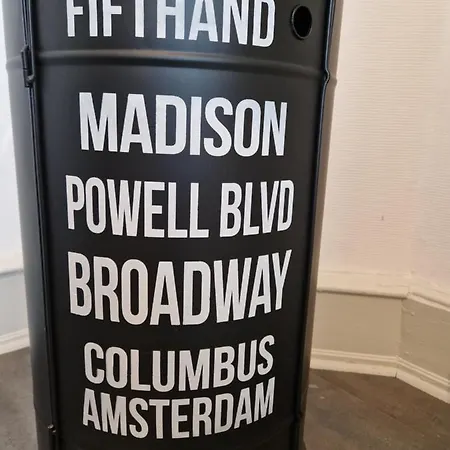 FIFTHAND
MADISON
POWELL BLVD
BROADWAY
COLUMBUS
AMSTERDAM